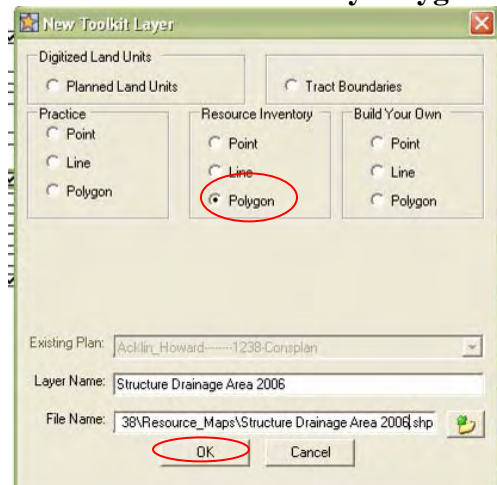 New Toolkit Layer
Digitized Land Units
Planned Land Units
Tract Boundaries
Practice
Point
Line
Polygon
Resource Inventory
Point
Line
Polygon
Build Your Own
Point
Line
Polygon
Existing Plan: Acklin_Howard-------1238-Consplan
Layer Name: Structure Drainage Area 2006
File Name: 38\Resource_Maps\Structure Drainage Area 2006.shp
OK Cancel